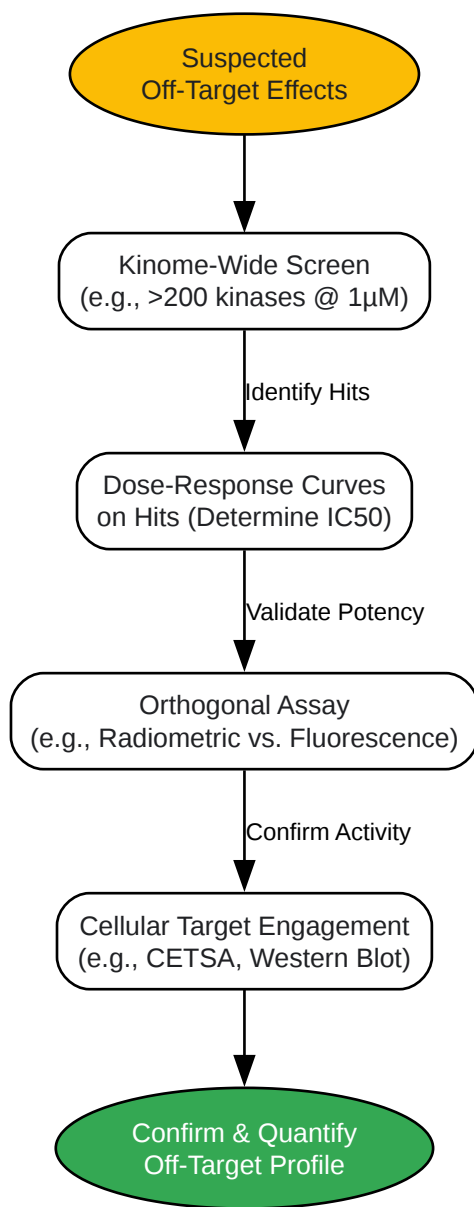 Suspected
Off-Target Effects
Kinome-Wide Screen
(e.g., >200 kinases @ 1µM)
Identify Hits
Dose-Response Curves
on Hits (Determine IC50)
Validate Potency
Orthogonal Assay
(e.g., Radiometric vs. Fluorescence)
Confirm Activity
Cellular Target Engagement
(e.g., CETSA, Western Blot)
Confirm & Quantify
Off-Target Profile